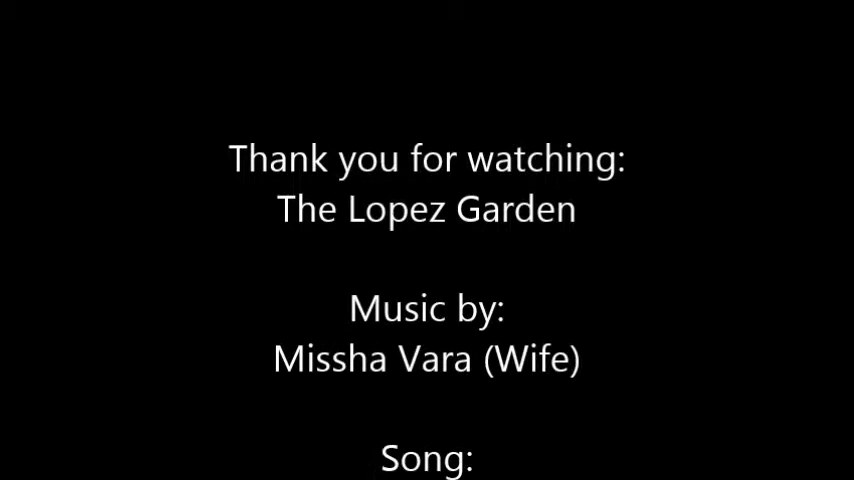 Thank you for watching:
The Lopez Garden
Music by:
Missha Vara (Wife)
Song: